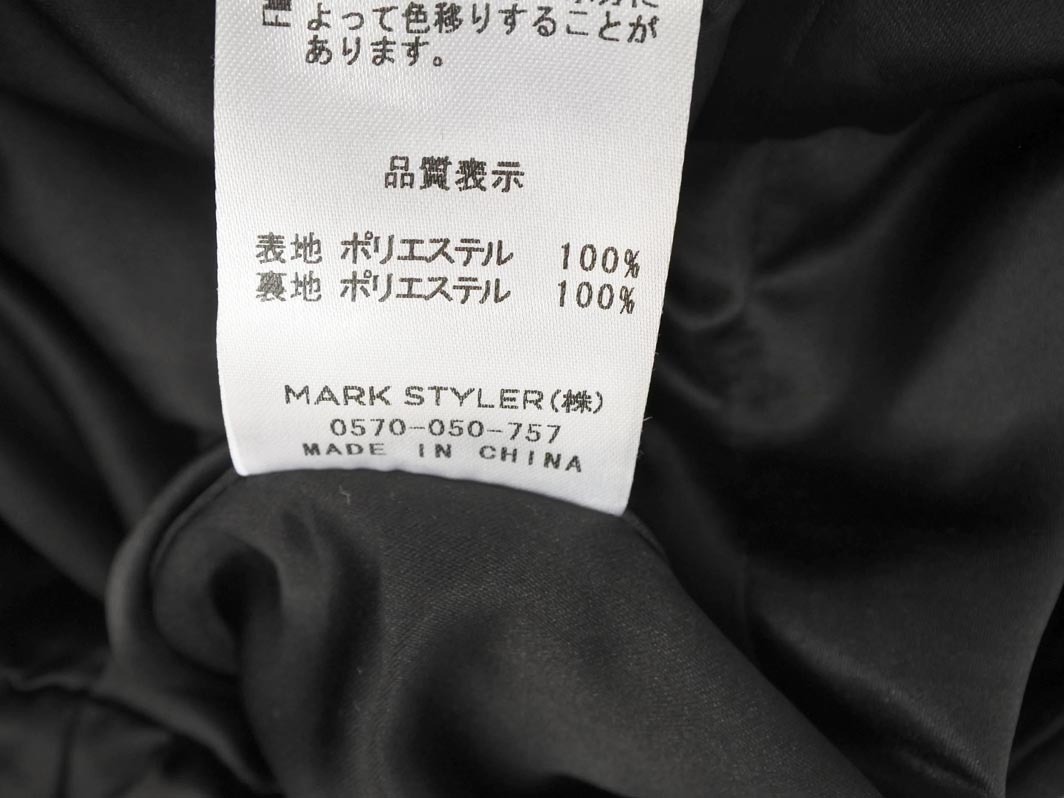 よって色移りすることが
あります。
品質表示
表地 ポリエステル 100%
裏地 ポリエステル 100%
MARK STYLER(株)
0570-050-757
MADE IN CHINA